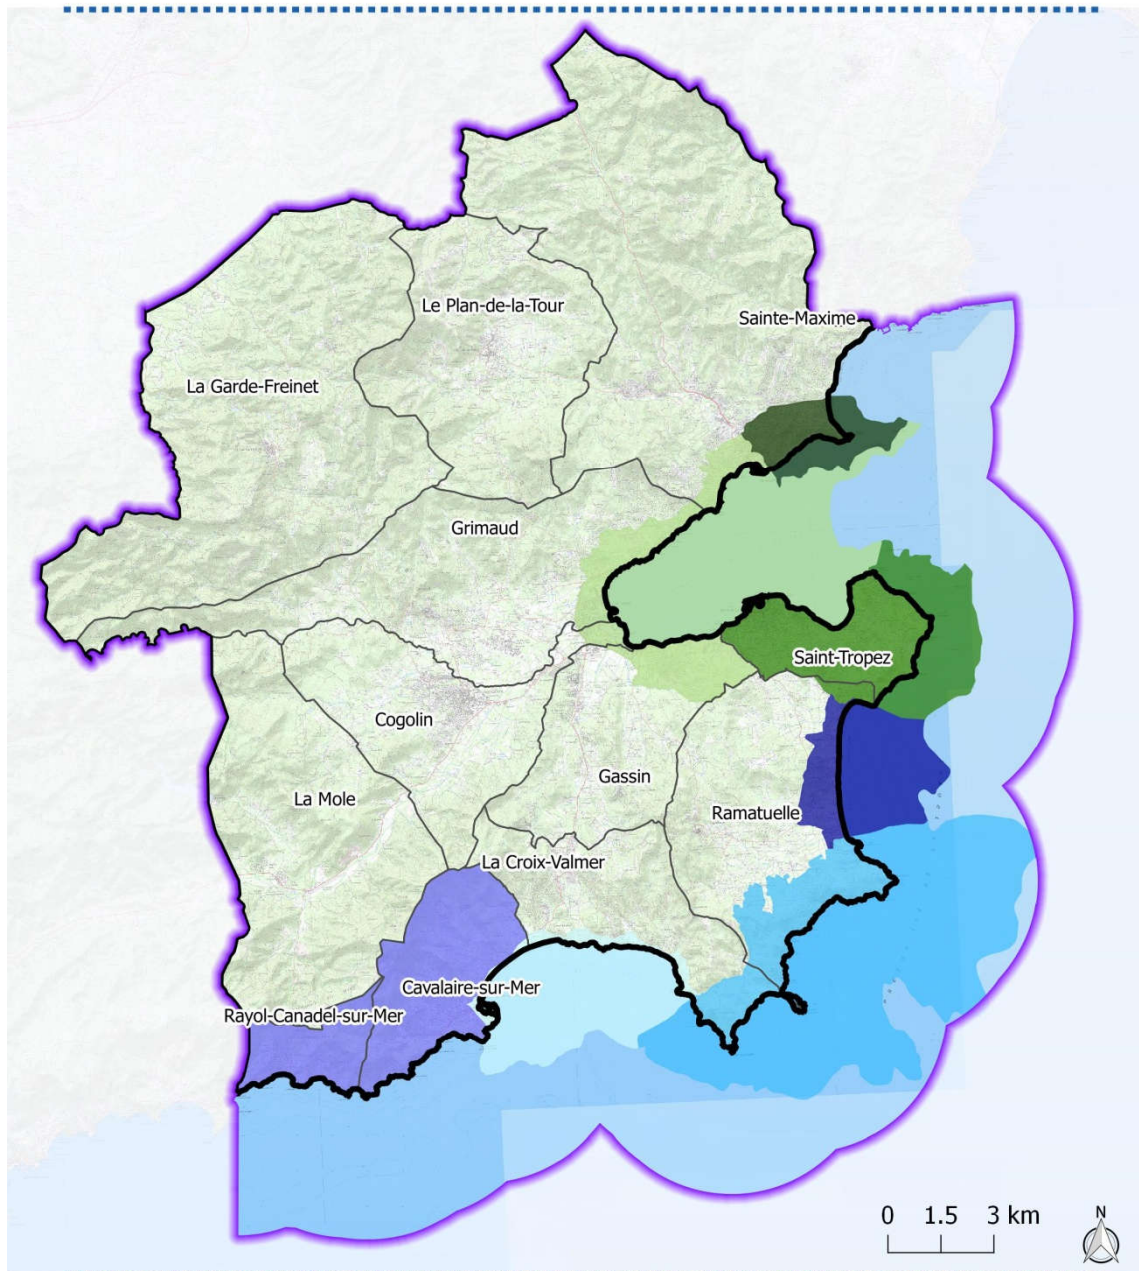 Le Plan-de-la-Tour
Sainte-Maxime
La Garde-Freinet
Grimaud
Saint-Tropez
Cogolin
Gassin
La Mole
Ramatuelle
La Croix-Valmer
Cavalaire-sur-Mer
Rayol-Canadel-sur-Mer
0 1.5 3 km
N